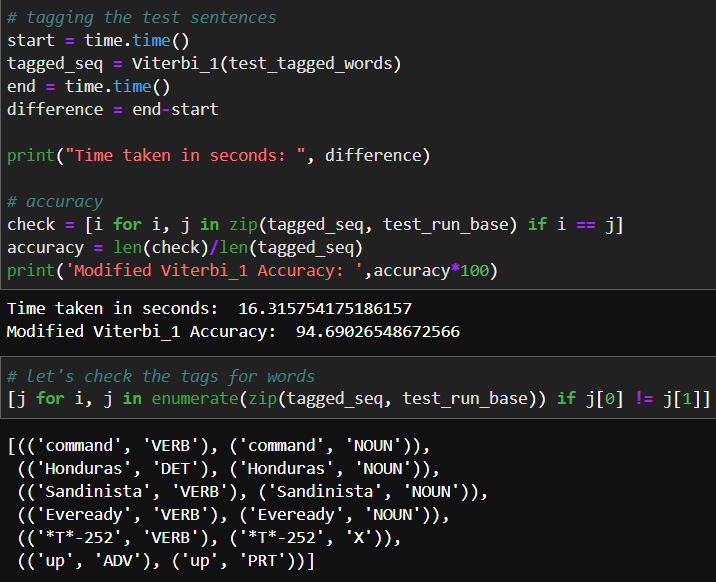 # tagging the test sentences
start = time.time()
tagged_seq = Viterbi_1(test_tagged_words)
end = time.time()
difference = end-start
print("Time taken in seconds: ", difference)
# accuracy
check = [i for i, j in zip(tagged_seq, test_run_base) if i == j]
accuracy = len(check)/len(tagged_seq)
print('Modified Viterbi_1 Accuracy: ',accuracy*100)
Time taken in seconds:  16.315754175186157
Modified Viterbi_1 Accuracy:  94.69026548672566
# let's check the tags for words
[j for i, j in enumerate(zip(tagged_seq, test_run_base)) if j[0] != j[1]]
[(('command', 'VERB'), ('command', 'NOUN')),
 (('Honduras', 'DET'), ('Honduras', 'NOUN')),
 (('Sandinista', 'VERB'), ('Sandinista', 'NOUN')),
 (('Eveready', 'VERB'), ('Eveready', 'NOUN')),
 (('*T*-252', 'VERB'), ('*T*-252', 'X')),
 (('up', 'ADV'), ('up', 'PRT'))]